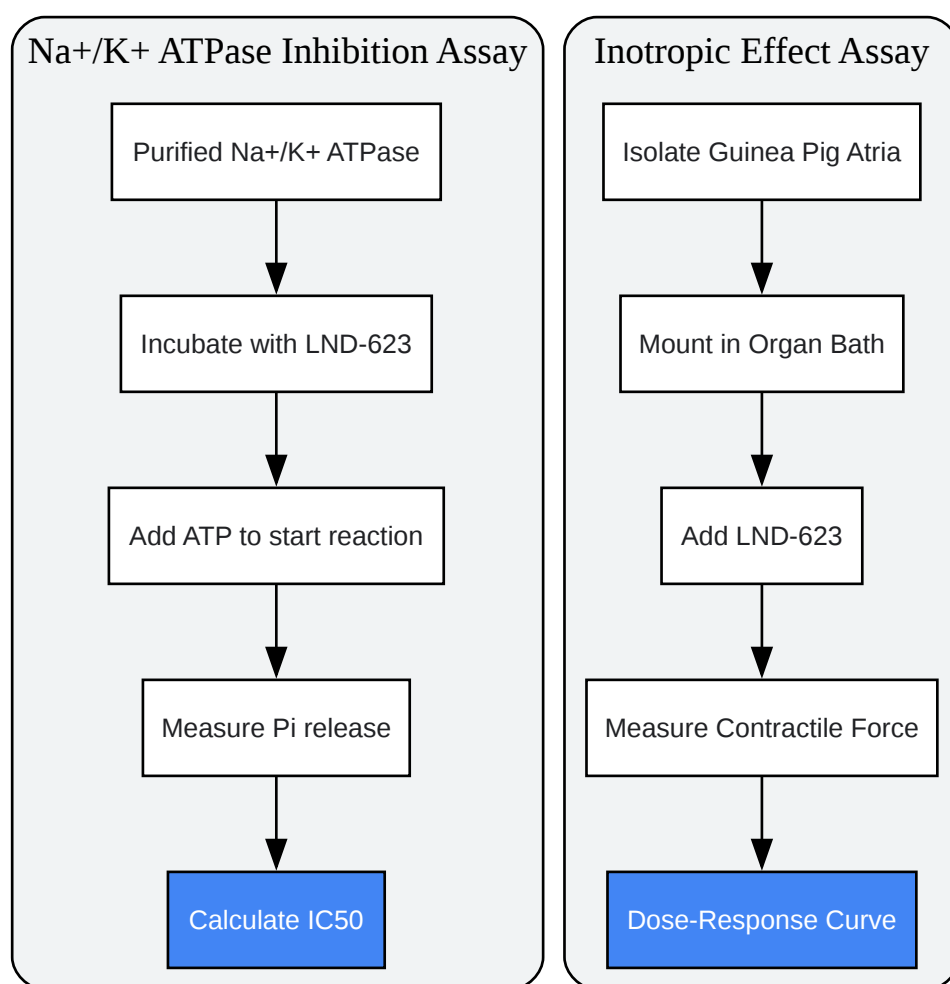 Na+/K+ ATPase Inhibition Assay
Purified Na+/K+ ATPase
Incubate with LND-623
Add ATP to start reaction
Measure Pi release
Calculate IC50
Inotropic Effect Assay
Isolate Guinea Pig Atria
Mount in Organ Bath
Add LND-623
Measure Contractile Force
Dose-Response Curve